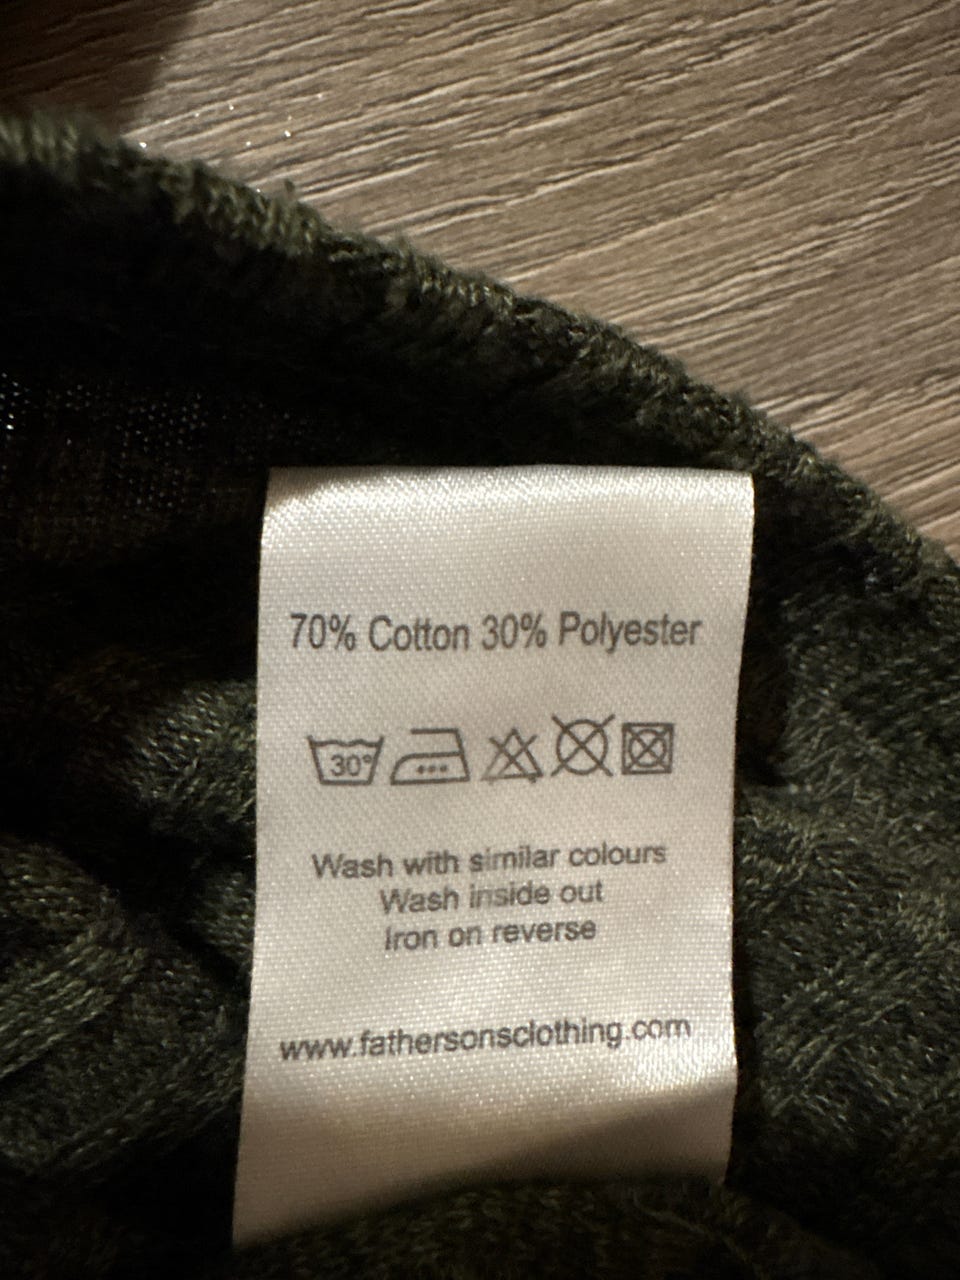 70% Cotton 30% Polyester
30°
Wash with similar colours
Wash inside out
Iron on reverse
www.fathersonsclothing.com